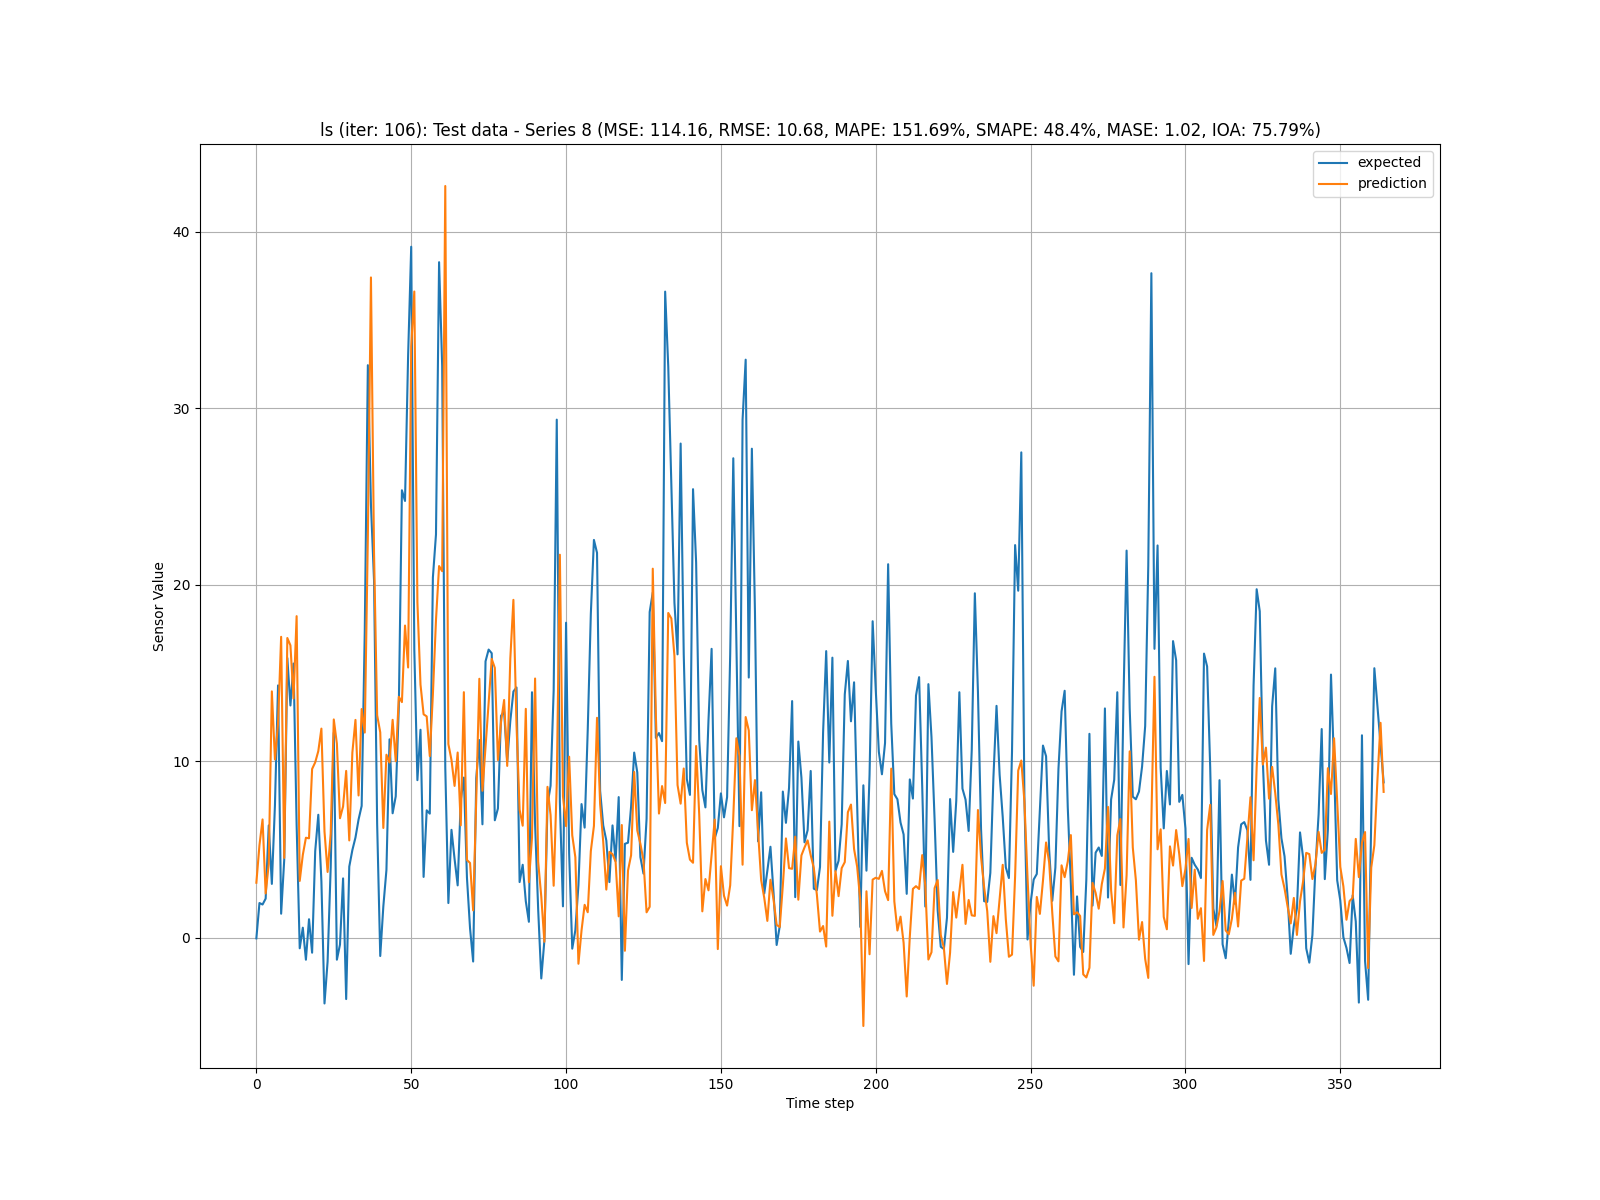 ls (iter: 106): Test data - Series 8 (MSE: 114.16, RMSE: 10.68, MAPE: 151.69%, SMAPE: 48.4%, MASE: 1.02, IOA: 75.79%)
expected
prediction
Sensor Value
40
30
20
10
0
0 50 100 150 200 250 300 350
Time step